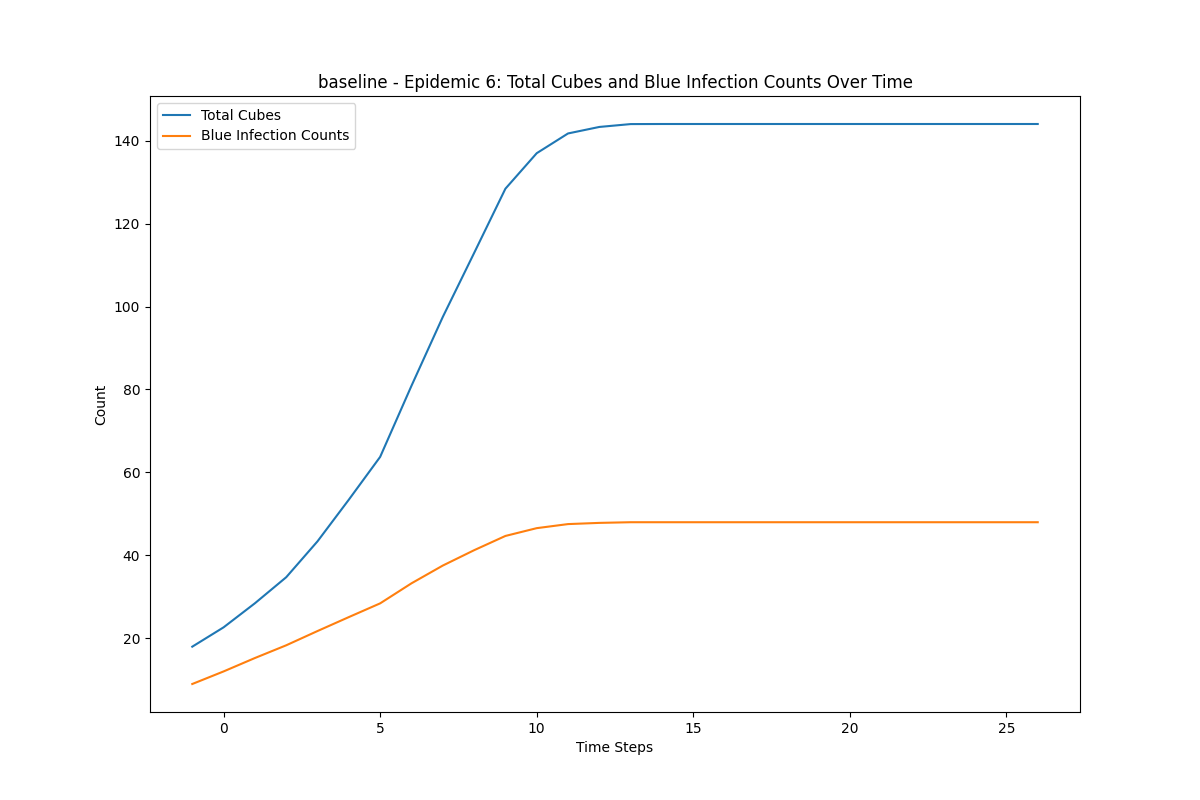 baseline - Epidemic 6: Total Cubes and Blue Infection Counts Over Time
Total Cubes
Blue Infection Counts
140
120
100
80
60
40
20
Count
0 5 10 15 20 25
Time Steps